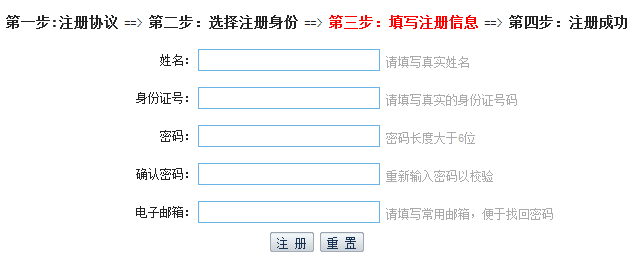 第一步:注册协议 ==> 第二步：选择注册身份 ==> 第三步：填写注册信息 ==> 第四步：注册成功
姓名： 请填写真实姓名
身份证号： 请填写真实的身份证号码
密码： 密码长度大于6位
确认密码： 重新输入密码以校验
电子邮箱： 请填写常用邮箱，便于找回密码
注 册 重 置